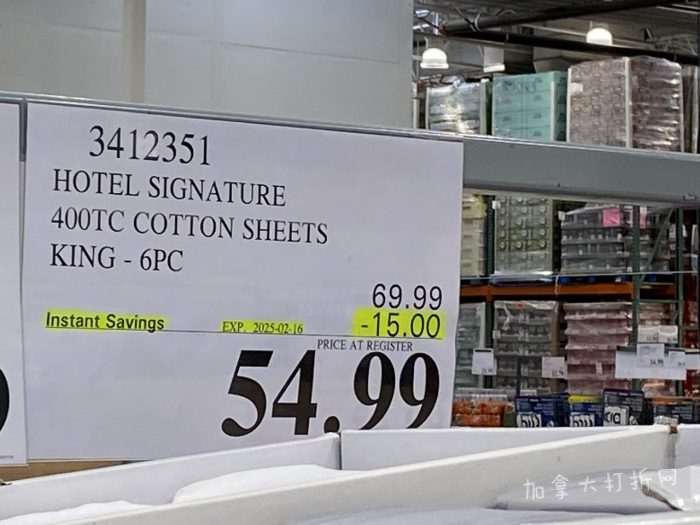 3412351
HOTEL SIGNATURE
400TC COTTON SHEETS
KING - 6PC
69.99
Instant Savings EXP. 2025-02-16 -15.00
PRICE AT REGISTER
54.99
加拿大打折网